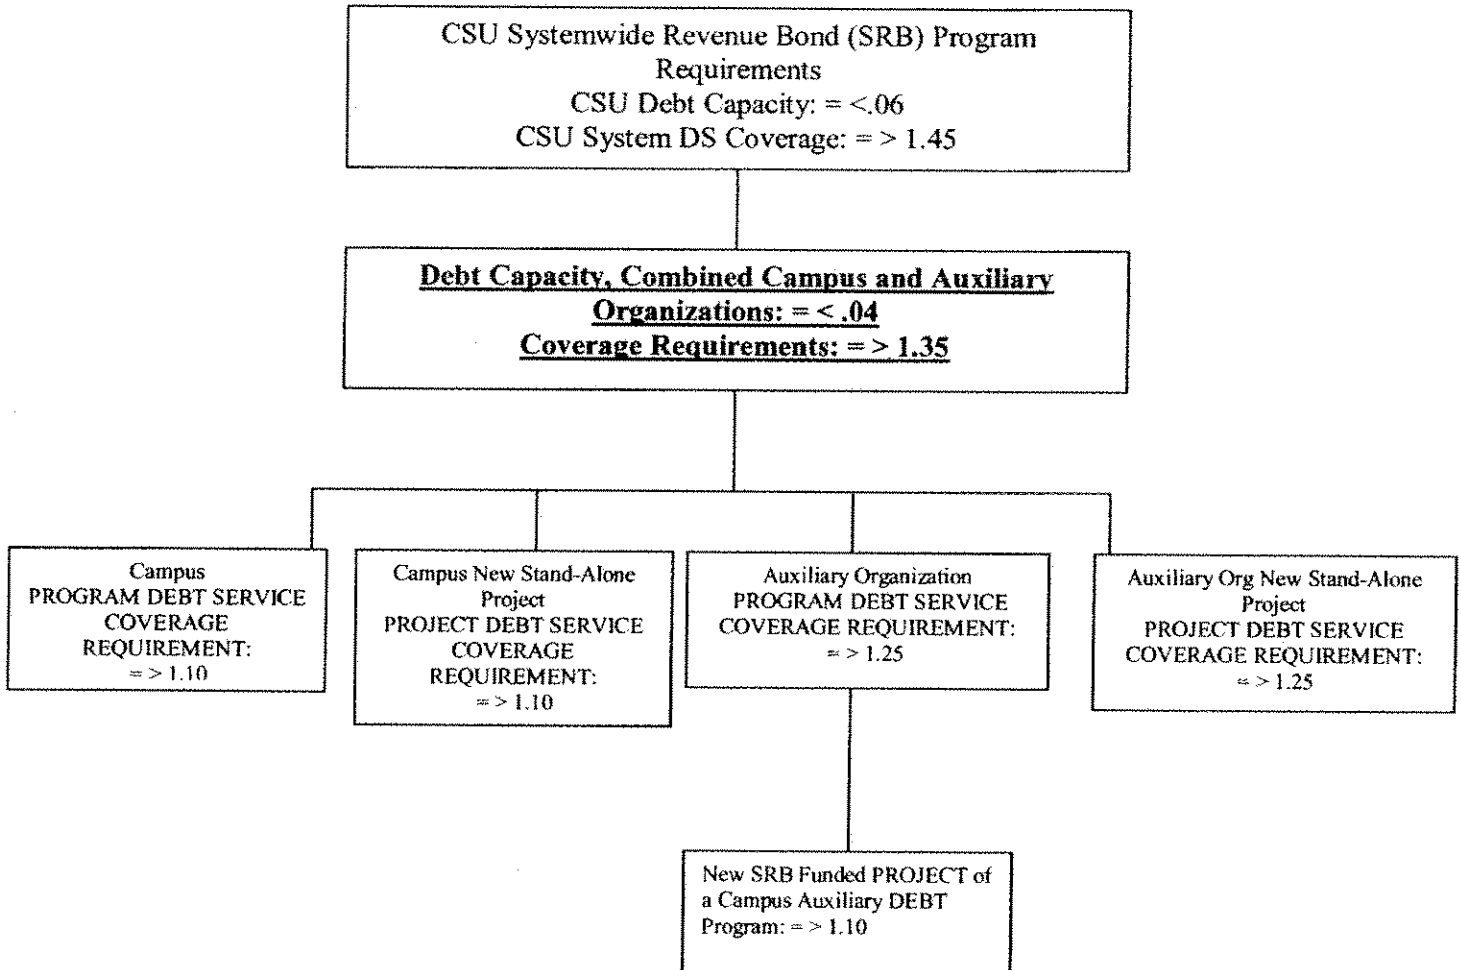 CSU Systemwide Revenue Bond (SRB) Program
Requirements
CSU Debt Capacity: = <.06
CSU System DS Coverage: = > 1.45
Debt Capacity, Combined Campus and Auxiliary
Organizations: = < .04
Coverage Requirements: = > 1.35
Campus
PROGRAM DEBT SERVICE
COVERAGE
REQUIREMENT:
= > 1.10
Campus New Stand-Alone
Project
PROJECT DEBT SERVICE
COVERAGE
REQUIREMENT:
= > 1.10
Auxiliary Organization
PROGRAM DEBT SERVICE
COVERAGE REQUIREMENT:
= > 1.25
Auxiliary Org New Stand-Alone
Project
PROJECT DEBT SERVICE
COVERAGE REQUIREMENT:
= > 1.25
New SRB Funded PROJECT of
a Campus Auxiliary DEBT
Program: = > 1.10